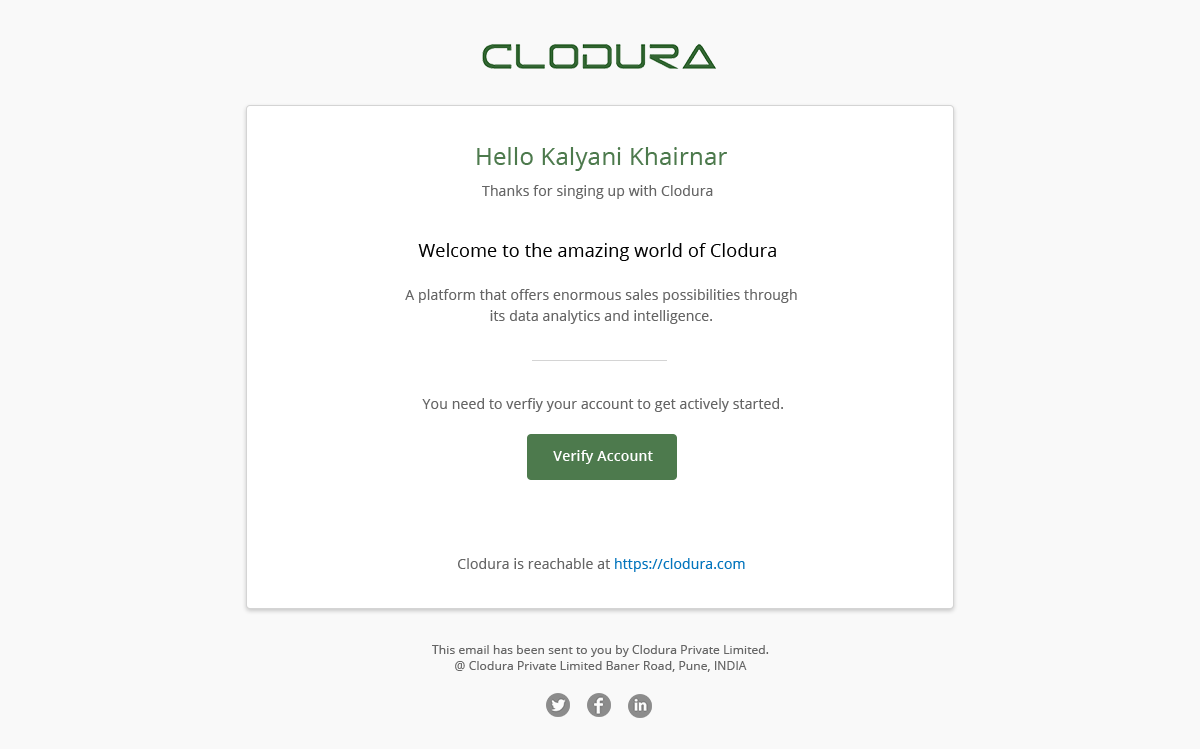 CLODURA
Hello Kalyani Khairnar
Thanks for singing up with Clodura
Welcome to the amazing world of Clodura
A platform that offers enormous sales possibilities through
its data analytics and intelligence.
You need to verfiy your account to get actively started.
Verify Account
Clodura is reachable at https://clodura.com
This email has been sent to you by Clodura Private Limited.
@ Clodura Private Limited Baner Road, Pune, INDIA